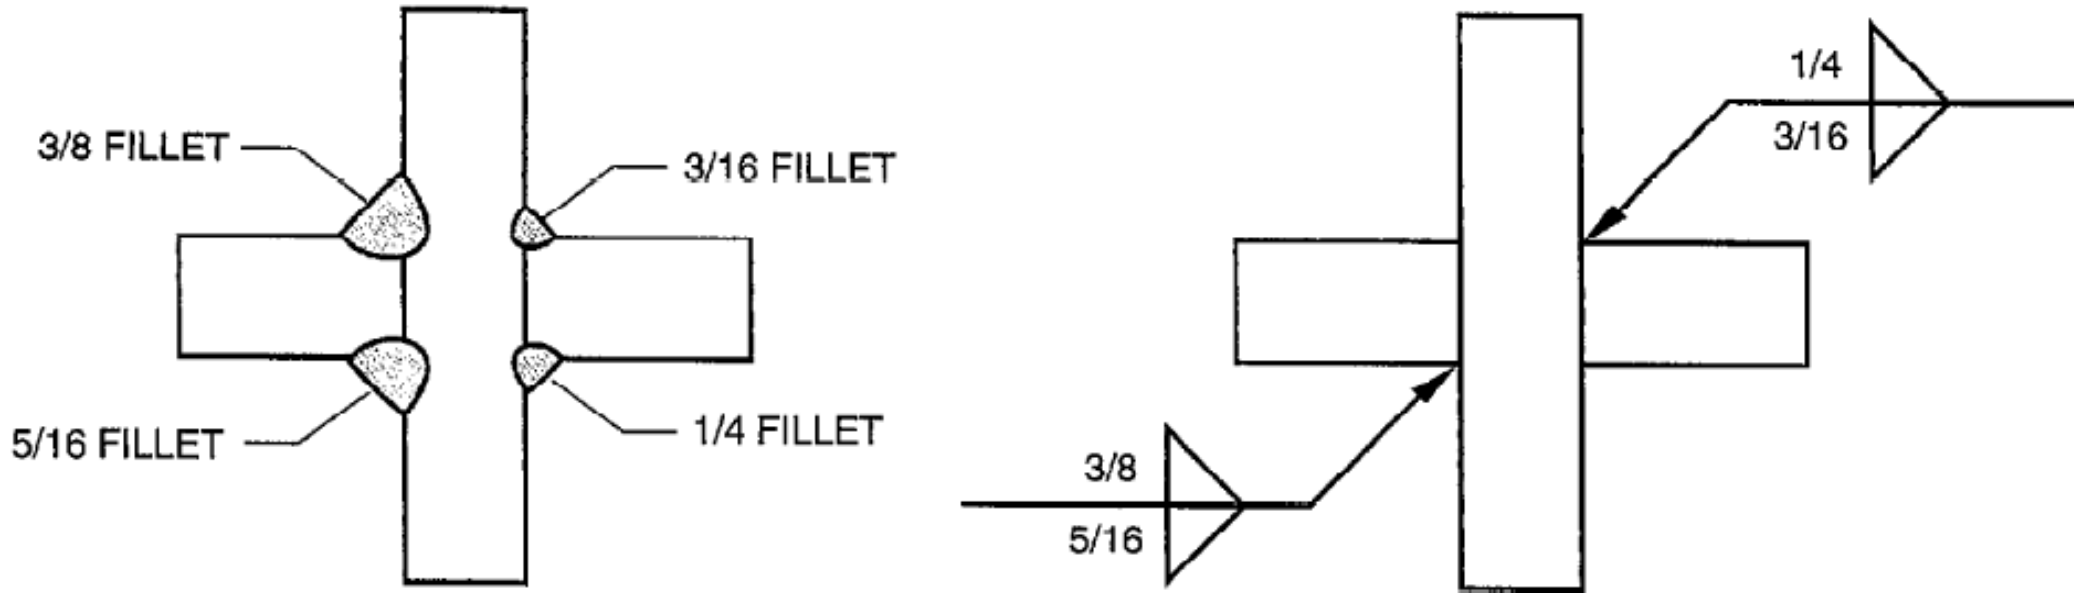 3/8 FILLET
3/16 FILLET
5/16 FILLET
1/4 FILLET
1/4
3/16
3/8
5/16